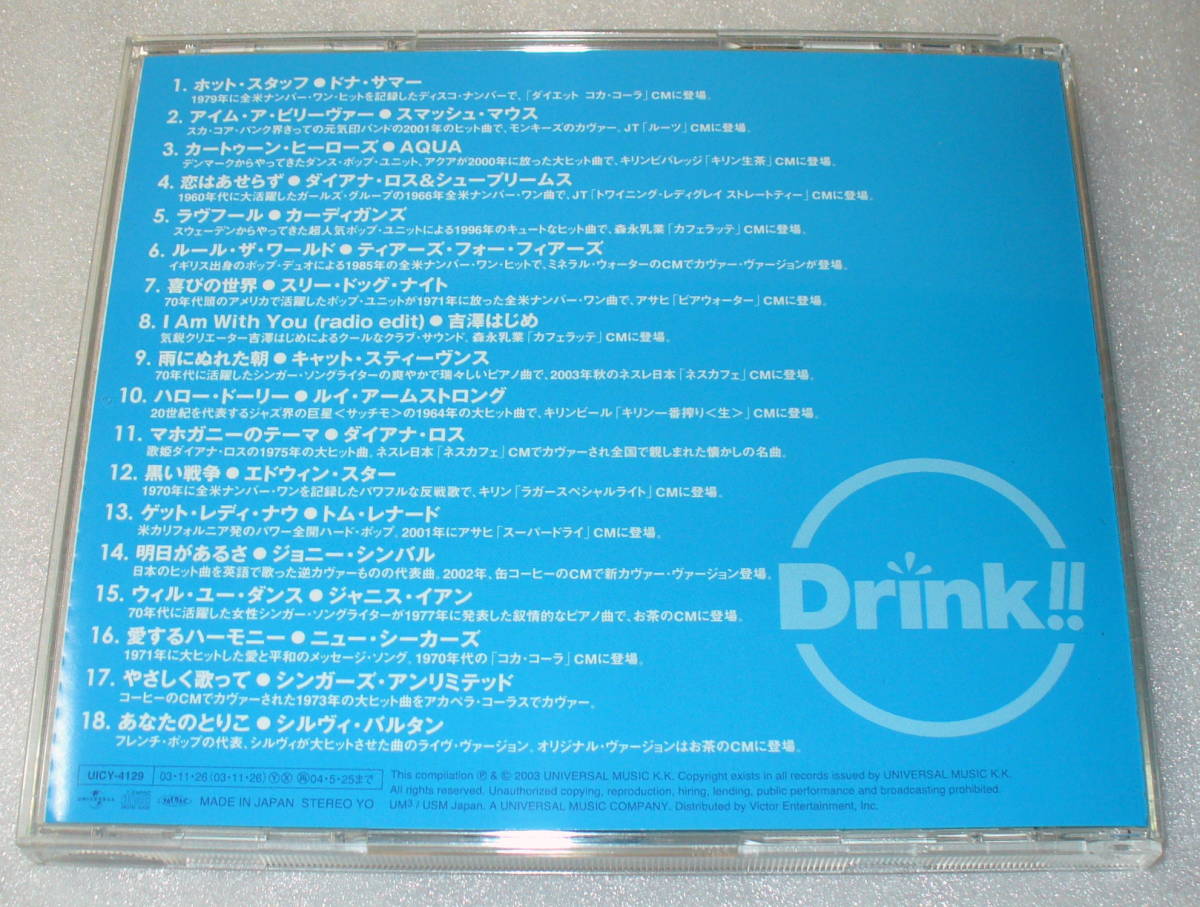 1. ホット・スタッフ●ドナ・サマー
1979年に全米ナンバー・ワン・ヒットを記録したディスコ・ナンバーで、「ダイエット コカ・コーラ」CMに登場。
2. アイム・ア・ビリーヴァー●スマッシュ・マウス
スカ・コア・パンク界きっての元気印バンドの2001年のヒット曲で、モンキーズのカヴァー。JT「ルーツ」CMに登場。
3. カートゥーン・ヒーローズ●AQUA
デンマークからやってきたダンス・ポップ・ユニット、アクアが2000年に放った大ヒット曲で、キリンビバレッジ「キリン生茶」CMに登場。
4. 恋はあせらず●ダイアナ・ロス&シュープリームス
1960年代に大活躍したガールズ・グループの1966年全米ナンバー・ワン曲で、JT「トワイニング・レディグレイ ストレートティー」CMに登場。
5. ラヴフール●カーディガンズ
スウェーデンからやってきた超人気ポップ・ユニットによる1996年のキュートなヒット曲で、森永乳業「カフェラッテ」CMに登場。
6. ルール・ザ・ワールド●ティアーズ・フォー・フィアーズ
イギリス出身のポップ・デュオによる1985年の全米ナンバー・ワン・ヒットで、ミネラル・ウォーターのCMでカヴァー・ヴァージョンが登場。
7. 喜びの世界●スリー・ドッグ・ナイト
70年代頭のアメリカで活躍したポップ・ユニットが1971年に放った全米ナンバー・ワン曲で、アサヒ「ビアウォーター」CMに登場。
8. I Am With You (radio edit)●吉澤はじめ
気鋭クリエーター吉澤はじめによるクールなクラブ・サウンド。森永乳業「カフェラッテ」CMに登場。
9. 雨にぬれた朝●キャット・スティーヴンス
70年代に活躍したシンガー・ソングライターの爽やかで瑞々しいピアノ曲で、2003年秋のネスレ日本「ネスカフェ」CMに登場。
10. ハロー・ドーリー●ルイ・アームストロング
20世紀を代表するジャズ界の巨星<サッチモ>の1964年の大ヒット曲で、キリンビール「キリン一番搾り<生>」CMに登場。
11. マホガニーのテーマ●ダイアナ・ロス
歌姫ダイアナ・ロスの1975年の大ヒット曲。ネスレ日本「ネスカフェ」CMでカヴァーされ全国で親しまれた懐かしの名曲。
12. 黒い戦争●エドウィン・スター
1970年に全米ナンバー・ワンを記録したパワフルな反戦歌で、キリン「ラガースペシャルライト」CMに登場。
13. ゲット・レディ・ナウ●トム・レナード
米カリフォルニア発のパワー全開ハード・ポップ。2001年にアサヒ「スーパードライ」CMに登場。
14. 明日があるさ●ジョニー・シンバル
日本のヒット曲を英語で歌った逆カヴァーものの代表曲。2002年、缶コーヒーのCMで新カヴァー・ヴァージョン登場。
15. ウィル・ユー・ダンス●ジャニス・イアン
70年代に活躍した女性シンガー・ソングライターが1977年に発表した叙情的なピアノ曲で、お茶のCMに登場。
16. 愛するハーモニー●ニュー・シーカーズ
1971年に大ヒットした愛と平和のメッセージ・ソング。1970年代の「コカ・コーラ」CMに登場。
17. やさしく歌って●シンガーズ・アンリミテッド
コーヒーのCMでカヴァーされた1973年の大ヒット曲をアカペラ・コーラスでカヴァー。
18. あなたのとりこ●シルヴィ・バルタン
フレンチ・ポップの代表、シルヴィが大ヒットさせた曲のライヴ・ヴァージョン。オリジナル・ヴァージョンはお茶のCMに登場。
Drink!!
UICY-4129 03・11・26(03・11・26)Ⓨ Ⓧ 再04・5・25まで
UNIVERSAL MADE IN JAPAN STEREO YO
This compilation ℗ & © 2003 UNIVERSAL MUSIC K.K. Copyright exists in all records issued by UNIVERSAL MUSIC K.K.
All rights reserved. Unauthorized copying, reproduction, hiring, lending, public performance and broadcasting prohibited.
UM³ / USM Japan. A UNIVERSAL MUSIC COMPANY. Distributed by Victor Entertainment, Inc.